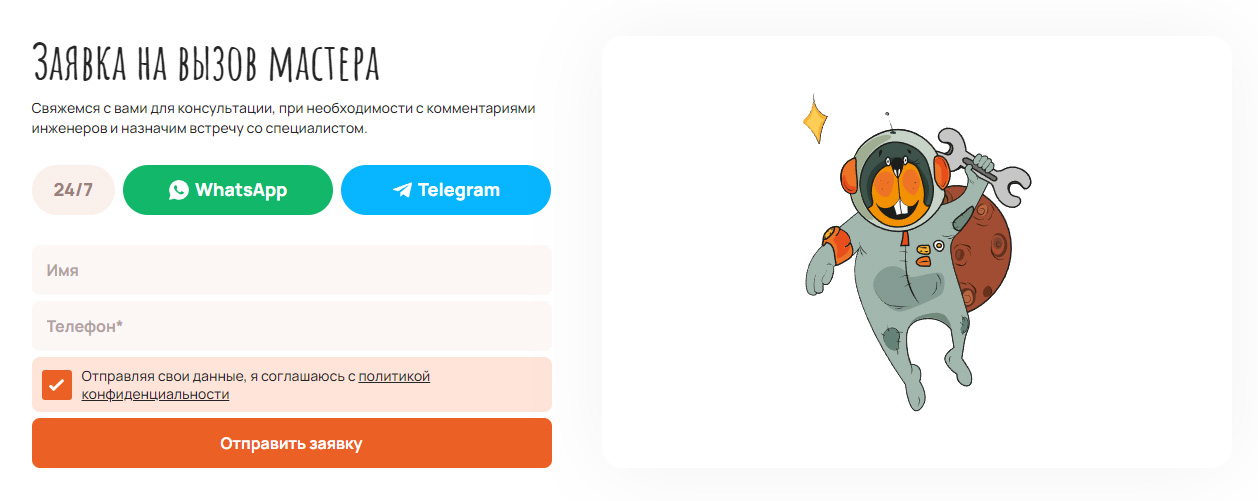 Заявка на вызов мастера
Свяжемся с вами для консультации, при необходимости с комментариями
инженеров и назначим встречу со специалистом.
24/7 WhatsApp Telegram
Имя
Телефон*
Отправляя свои данные, я соглашаюсь с политикой
конфиденциальности
Отправить заявку